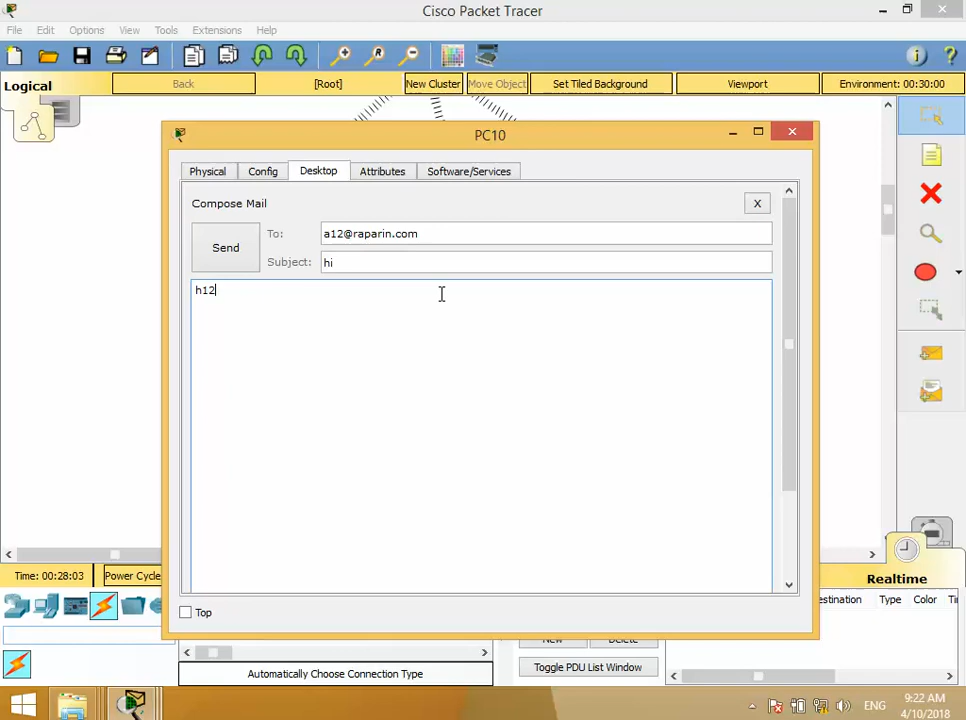 Cisco Packet Tracer
File Edit Options View Tools Extensions Help
Logical
Back
[Root]
New Cluster
Move Object
Set Tiled Background
Viewport
Environment: 00:30:00
PC10
Physical Config Desktop Attributes Software/Services
Compose Mail
X
Send
To: a12@raparin.com
Subject: hi
h12
Top
Time: 00:28:03
Power Cycle
Realtime
Type Color
New
Delete
Toggle PDU List Window
Automatically Choose Connection Type
ENG
9:22 AM
4/10/2018